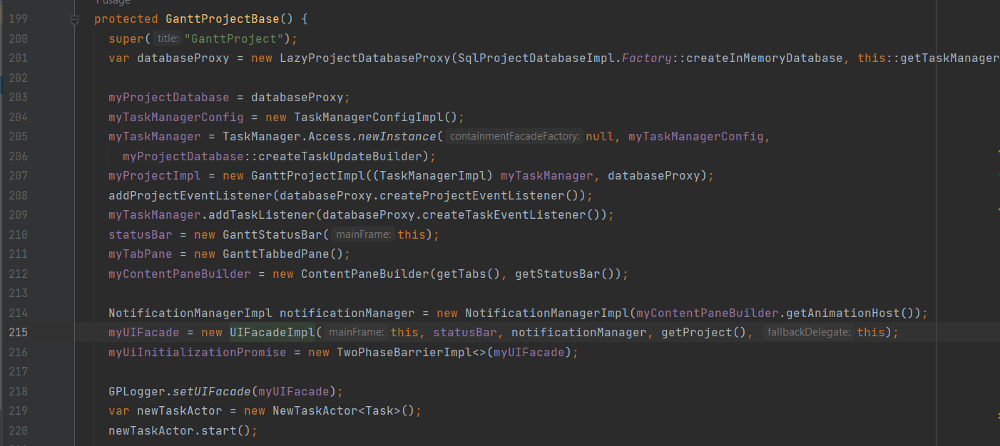 usage
199 protected GanttProjectBase() {
200 super( title: "GanttProject");
201 var databaseProxy = new LazyProjectDatabaseProxy(SqlProjectDatabaseImpl.Factory::createInMemoryDatabase, this::getTaskManager
202
203 myProjectDatabase = databaseProxy;
204 myTaskManagerConfig = new TaskManagerConfigImpl();
205 myTaskManager = TaskManager.Access.newInstance( containmentFacadeFactory: null, myTaskManagerConfig,
206 myProjectDatabase::createTaskUpdateBuilder);
207 myProjectImpl = new GanttProjectImpl((TaskManagerImpl) myTaskManager, databaseProxy);
208 addProjectEventListener(databaseProxy.createProjectEventListener());
209 myTaskManager.addTaskListener(databaseProxy.createTaskEventListener());
210 statusBar = new GanttStatusBar( mainFrame: this);
211 myTabPane = new GanttTabbedPane();
212 myContentPaneBuilder = new ContentPaneBuilder(getTabs(), getStatusBar());
213
214 NotificationManagerImpl notificationManager = new NotificationManagerImpl(myContentPaneBuilder.getAnimationHost());
215 myUIFacade = new UIFacadeImpl( mainFrame: this, statusBar, notificationManager, getProject(), fallbackDelegate: this);
216 myUiInitializationPromise = new TwoPhaseBarrierImpl<>(myUIFacade);
217
218 GPLogger.setUIFacade(myUIFacade);
219 var newTaskActor = new NewTaskActor<Task>();
220 newTaskActor.start();